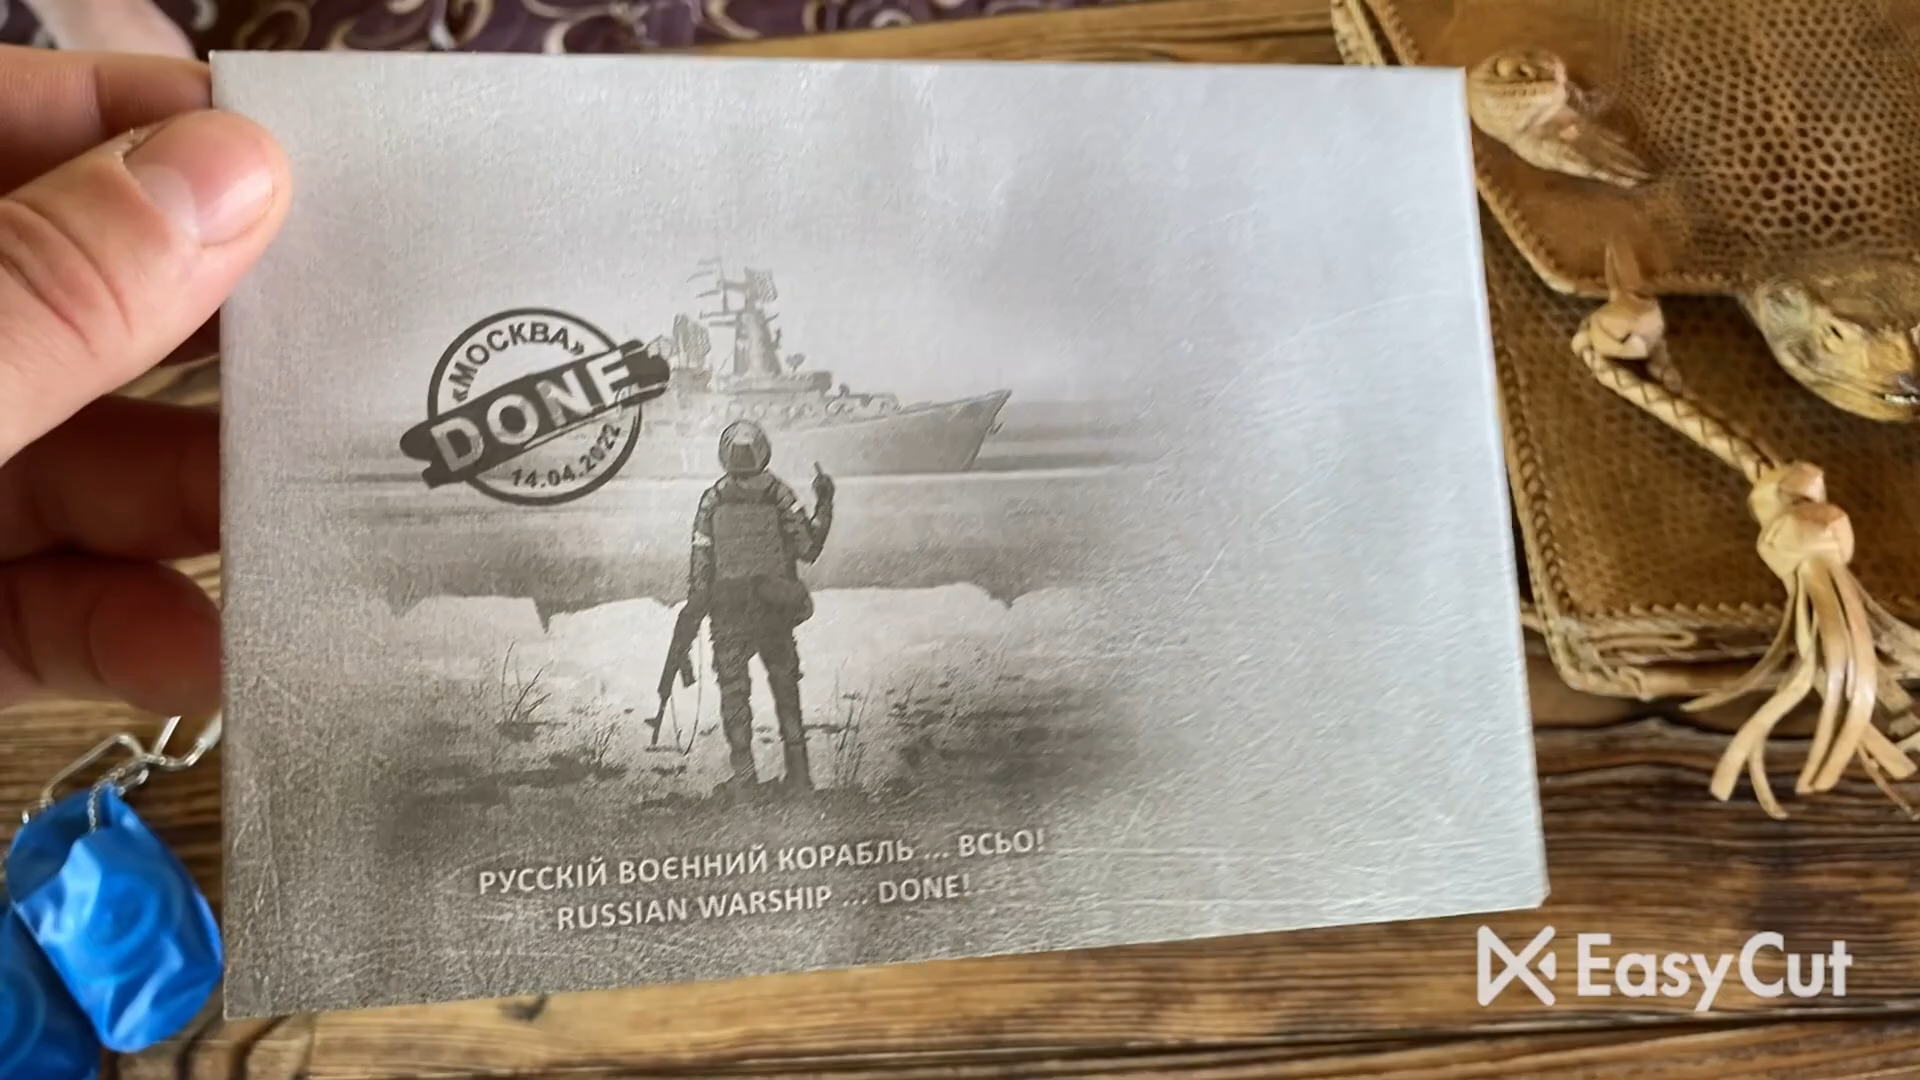 «МОСКВА»
DONE
14.04.2022
РУССКІЙ ВОЄННИЙ КОРАБЛЬ ... ВСЬО!
RUSSIAN WARSHIP ... DONE!
EasyCut